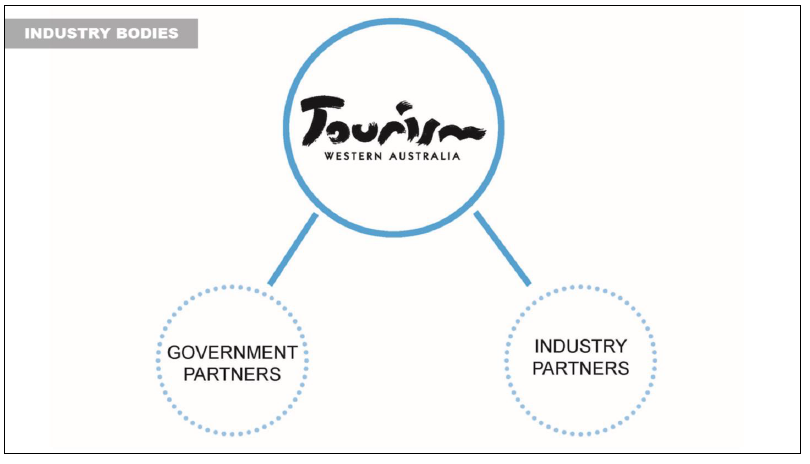 INDUSTRY BODIES
Tourism
WESTERN AUSTRALIA
GOVERNMENT
PARTNERS
INDUSTRY
PARTNERS